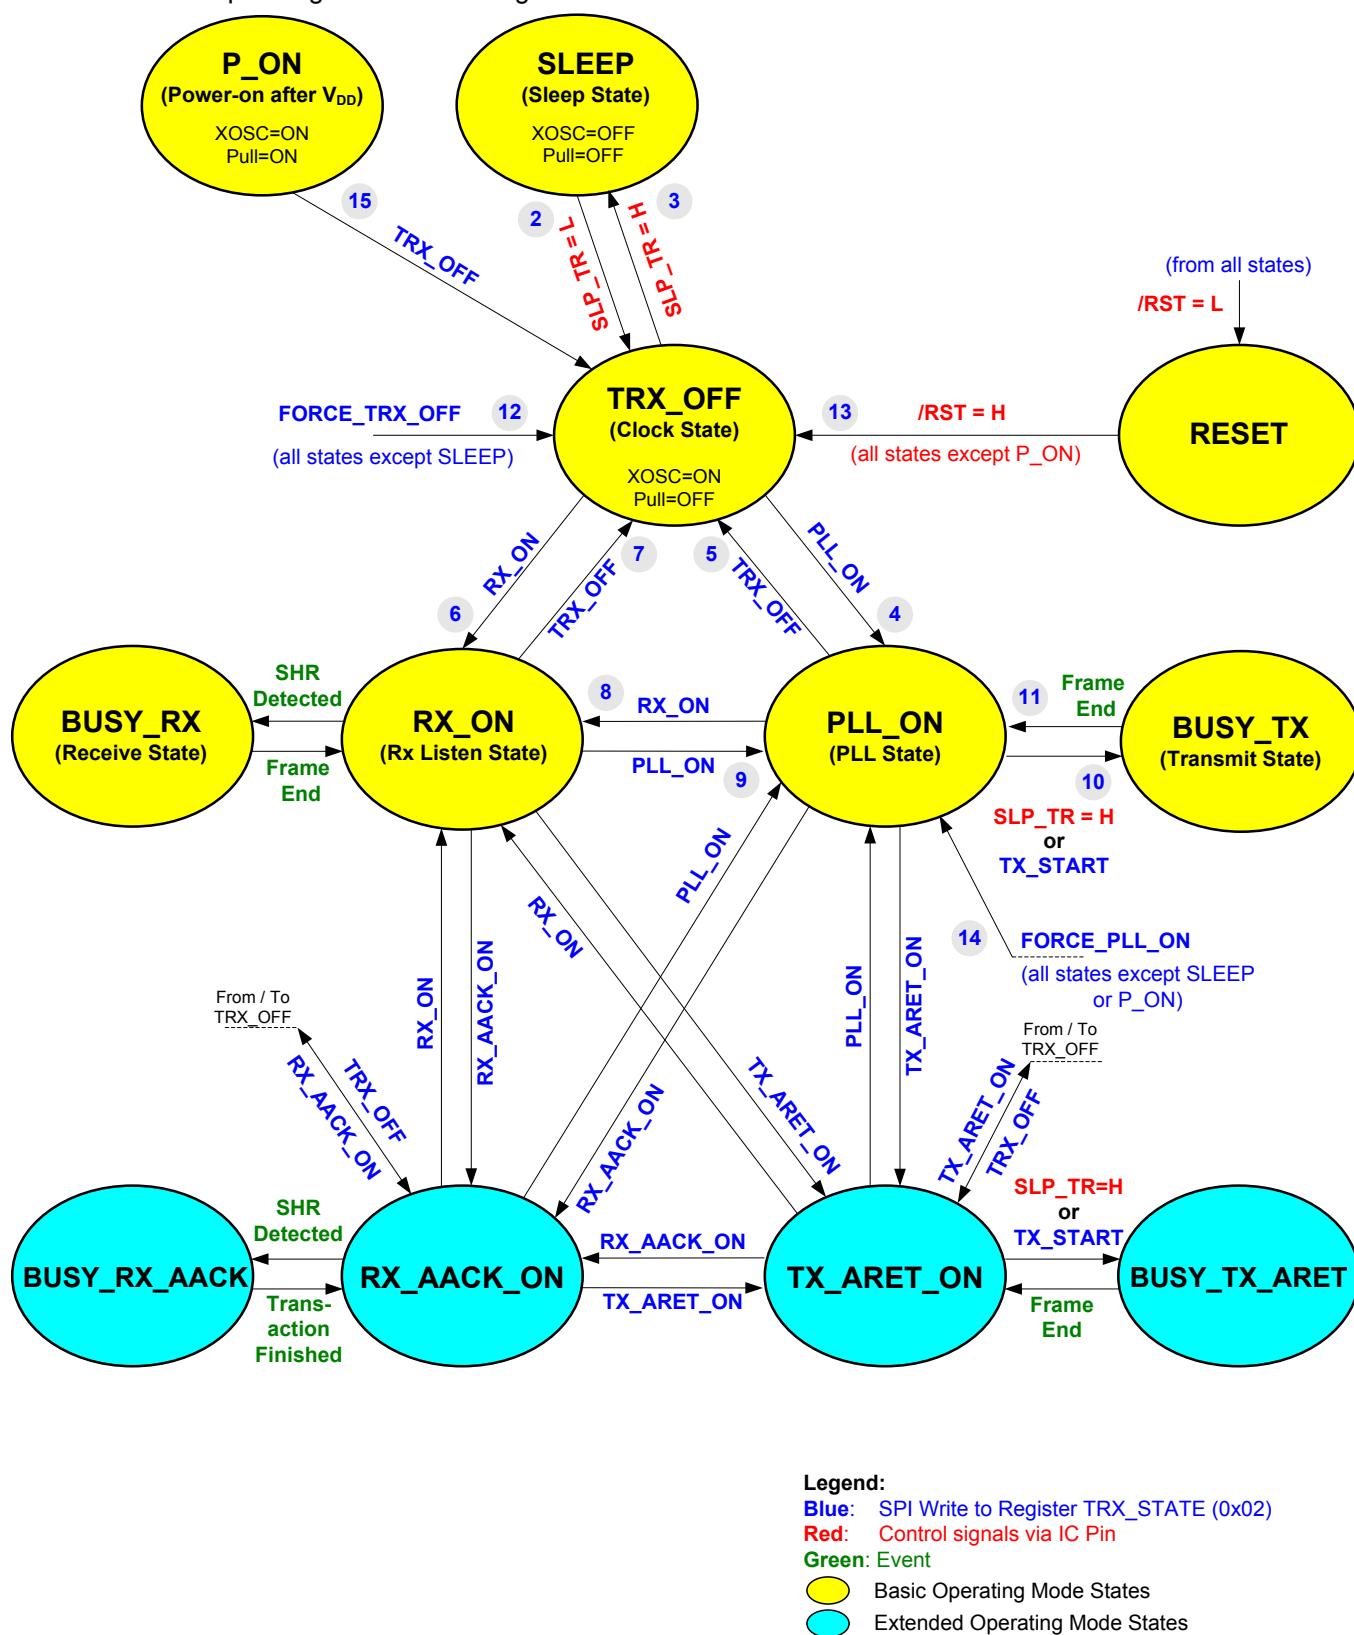 P_ON
(Power-on after VDD)
XOSC=ON
Pull=ON
SLEEP
(Sleep State)
XOSC=OFF
Pull=OFF
15
TRX_OFF
2
SLP_TR = L
SLP_TR = H
3
(from all states)
/RST = L
FORCE_TRX_OFF
12
(all states except SLEEP)
TRX_OFF
(Clock State)
XOSC=ON
Pull=OFF
13
/RST = H
(all states except P_ON)
RESET
RX_ON
6
TRX_OFF
7
5
TRX_OFF
PLL_ON
4
BUSY_RX
(Receive State)
SHR
Detected
Frame
End
RX_ON
(Rx Listen State)
8
RX_ON
PLL_ON
9
PLL_ON
(PLL State)
11
Frame
End
10
SLP_TR = H
or
TX_START
BUSY_TX
(Transmit State)
14
FORCE_PLL_ON
(all states except SLEEP
or P_ON)
RX_ON
RX_AACK_ON
RX_ON
PLL_ON
TX_ARET_ON
RX_AACK_ON
PLL_ON
TX_ARET_ON
From / To
TRX_OFF
TRX_OFF
RX_AACK_ON
From / To
TRX_OFF
TX_ARET_ON
TRX_OFF
BUSY_RX_AACK
SHR
Detected
Trans-
action
Finished
RX_AACK_ON
RX_AACK_ON
TX_ARET_ON
TX_ARET_ON
SLP_TR=H
or
TX_START
Frame
End
BUSY_TX_ARET
Legend:
Blue: SPI Write to Register TRX_STATE (0x02)
Red: Control signals via IC Pin
Green: Event
Basic Operating Mode States
Extended Operating Mode States